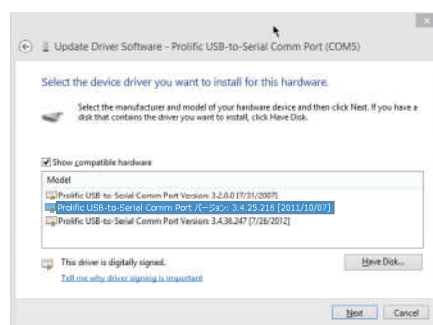 Update Driver Software - Prolific USB-to-Serial Comm Port (COM5)
Select the device driver you want to install for this hardware.
Select the manufacturer and model of your hardware device and then click Next. If you have a
disk that contains the driver you want to install, click Have Disk.
Show compatible hardware
Model
Prolific USB-to-Serial Comm Port Version: 3.2.0.0 [7/31/2007]
Prolific USB-to-Serial Comm Port バージョン: 3.4.25.218 [2011/10/07]
Prolific USB-to-Serial Comm Port Version: 3.4.36.247 [7/26/2012]
This driver is digitally signed.
Have Disk...
Tell me why driver signing is important
Next
Cancel